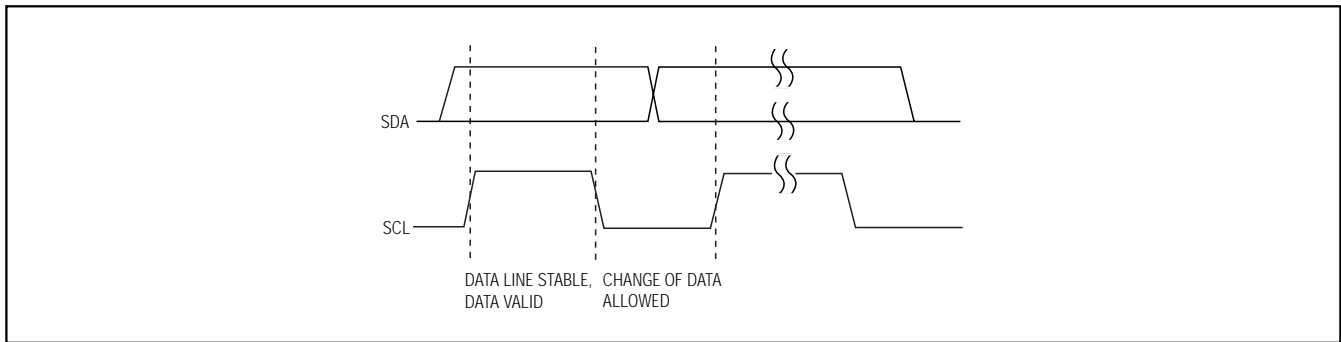 SDA
SCL
DATA LINE STABLE,
DATA VALID
CHANGE OF DATA
ALLOWED